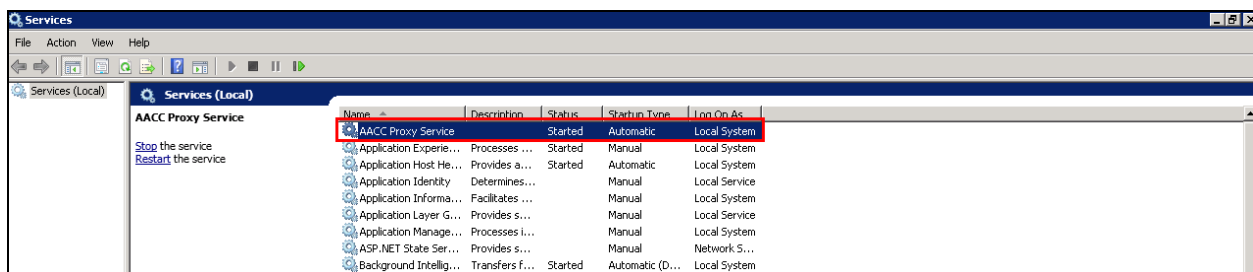 Services
File Action View Help
Services (Local)
Services (Local)
AACC Proxy Service
Stop the service
Restart the service
Name Description Status Startup Type Log On As
AACC Proxy Service Started Automatic Local System
Application Experie... Processes ... Started Manual Local System
Application Host He... Provides a... Started Automatic Local System
Application Identity Determines... Manual Local Service
Application Informa... Facilitates ... Manual Local System
Application Layer G... Provides s... Manual Local Service
Application Manage... Processes i... Manual Local System
ASP.NET State Ser... Provides s... Manual Network S...
Background Intellig... Transfers f... Started Automatic (D... Local System